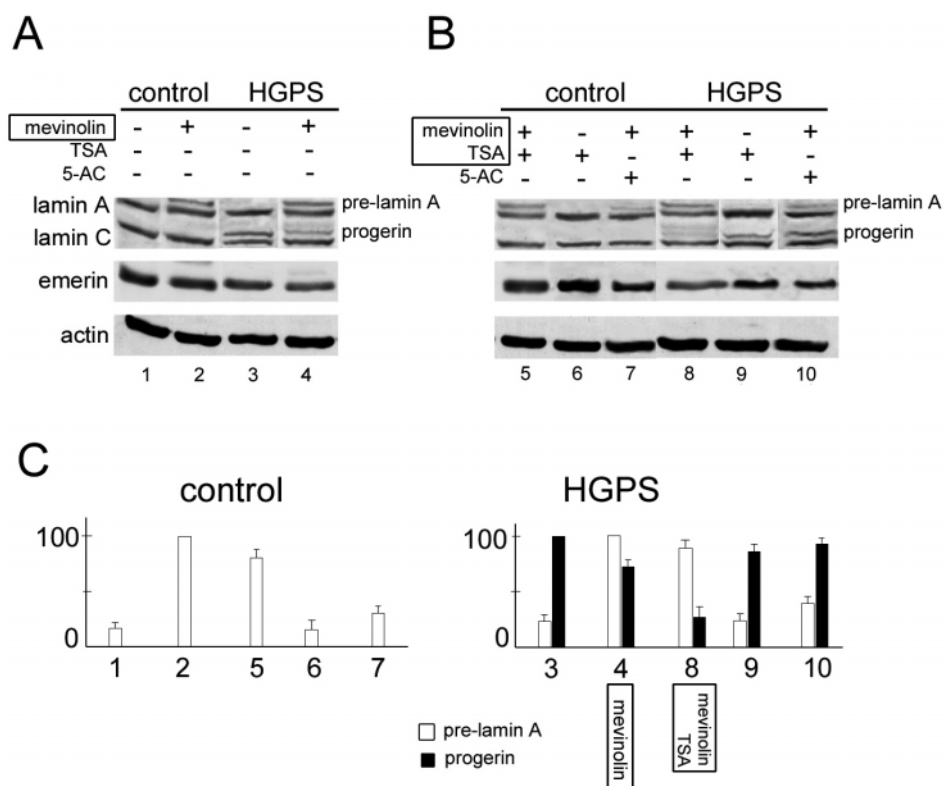 A
control HGPS
mevinolin - + - +
TSA - - - -
5-AC - - - -
lamin A pre-lamin A
lamin C progerin
emerin
actin
1 2 3 4
B
control HGPS
mevinolin + - + + - +
TSA + + - + + -
5-AC - - + - - +
pre-lamin A
progerin
5 6 7 8 9 10
C
control
100
0
1 2 5 6 7
HGPS
100
0
3 4 8 9 10
mevinolin
mevinolin
TSA
pre-lamin A
progerin